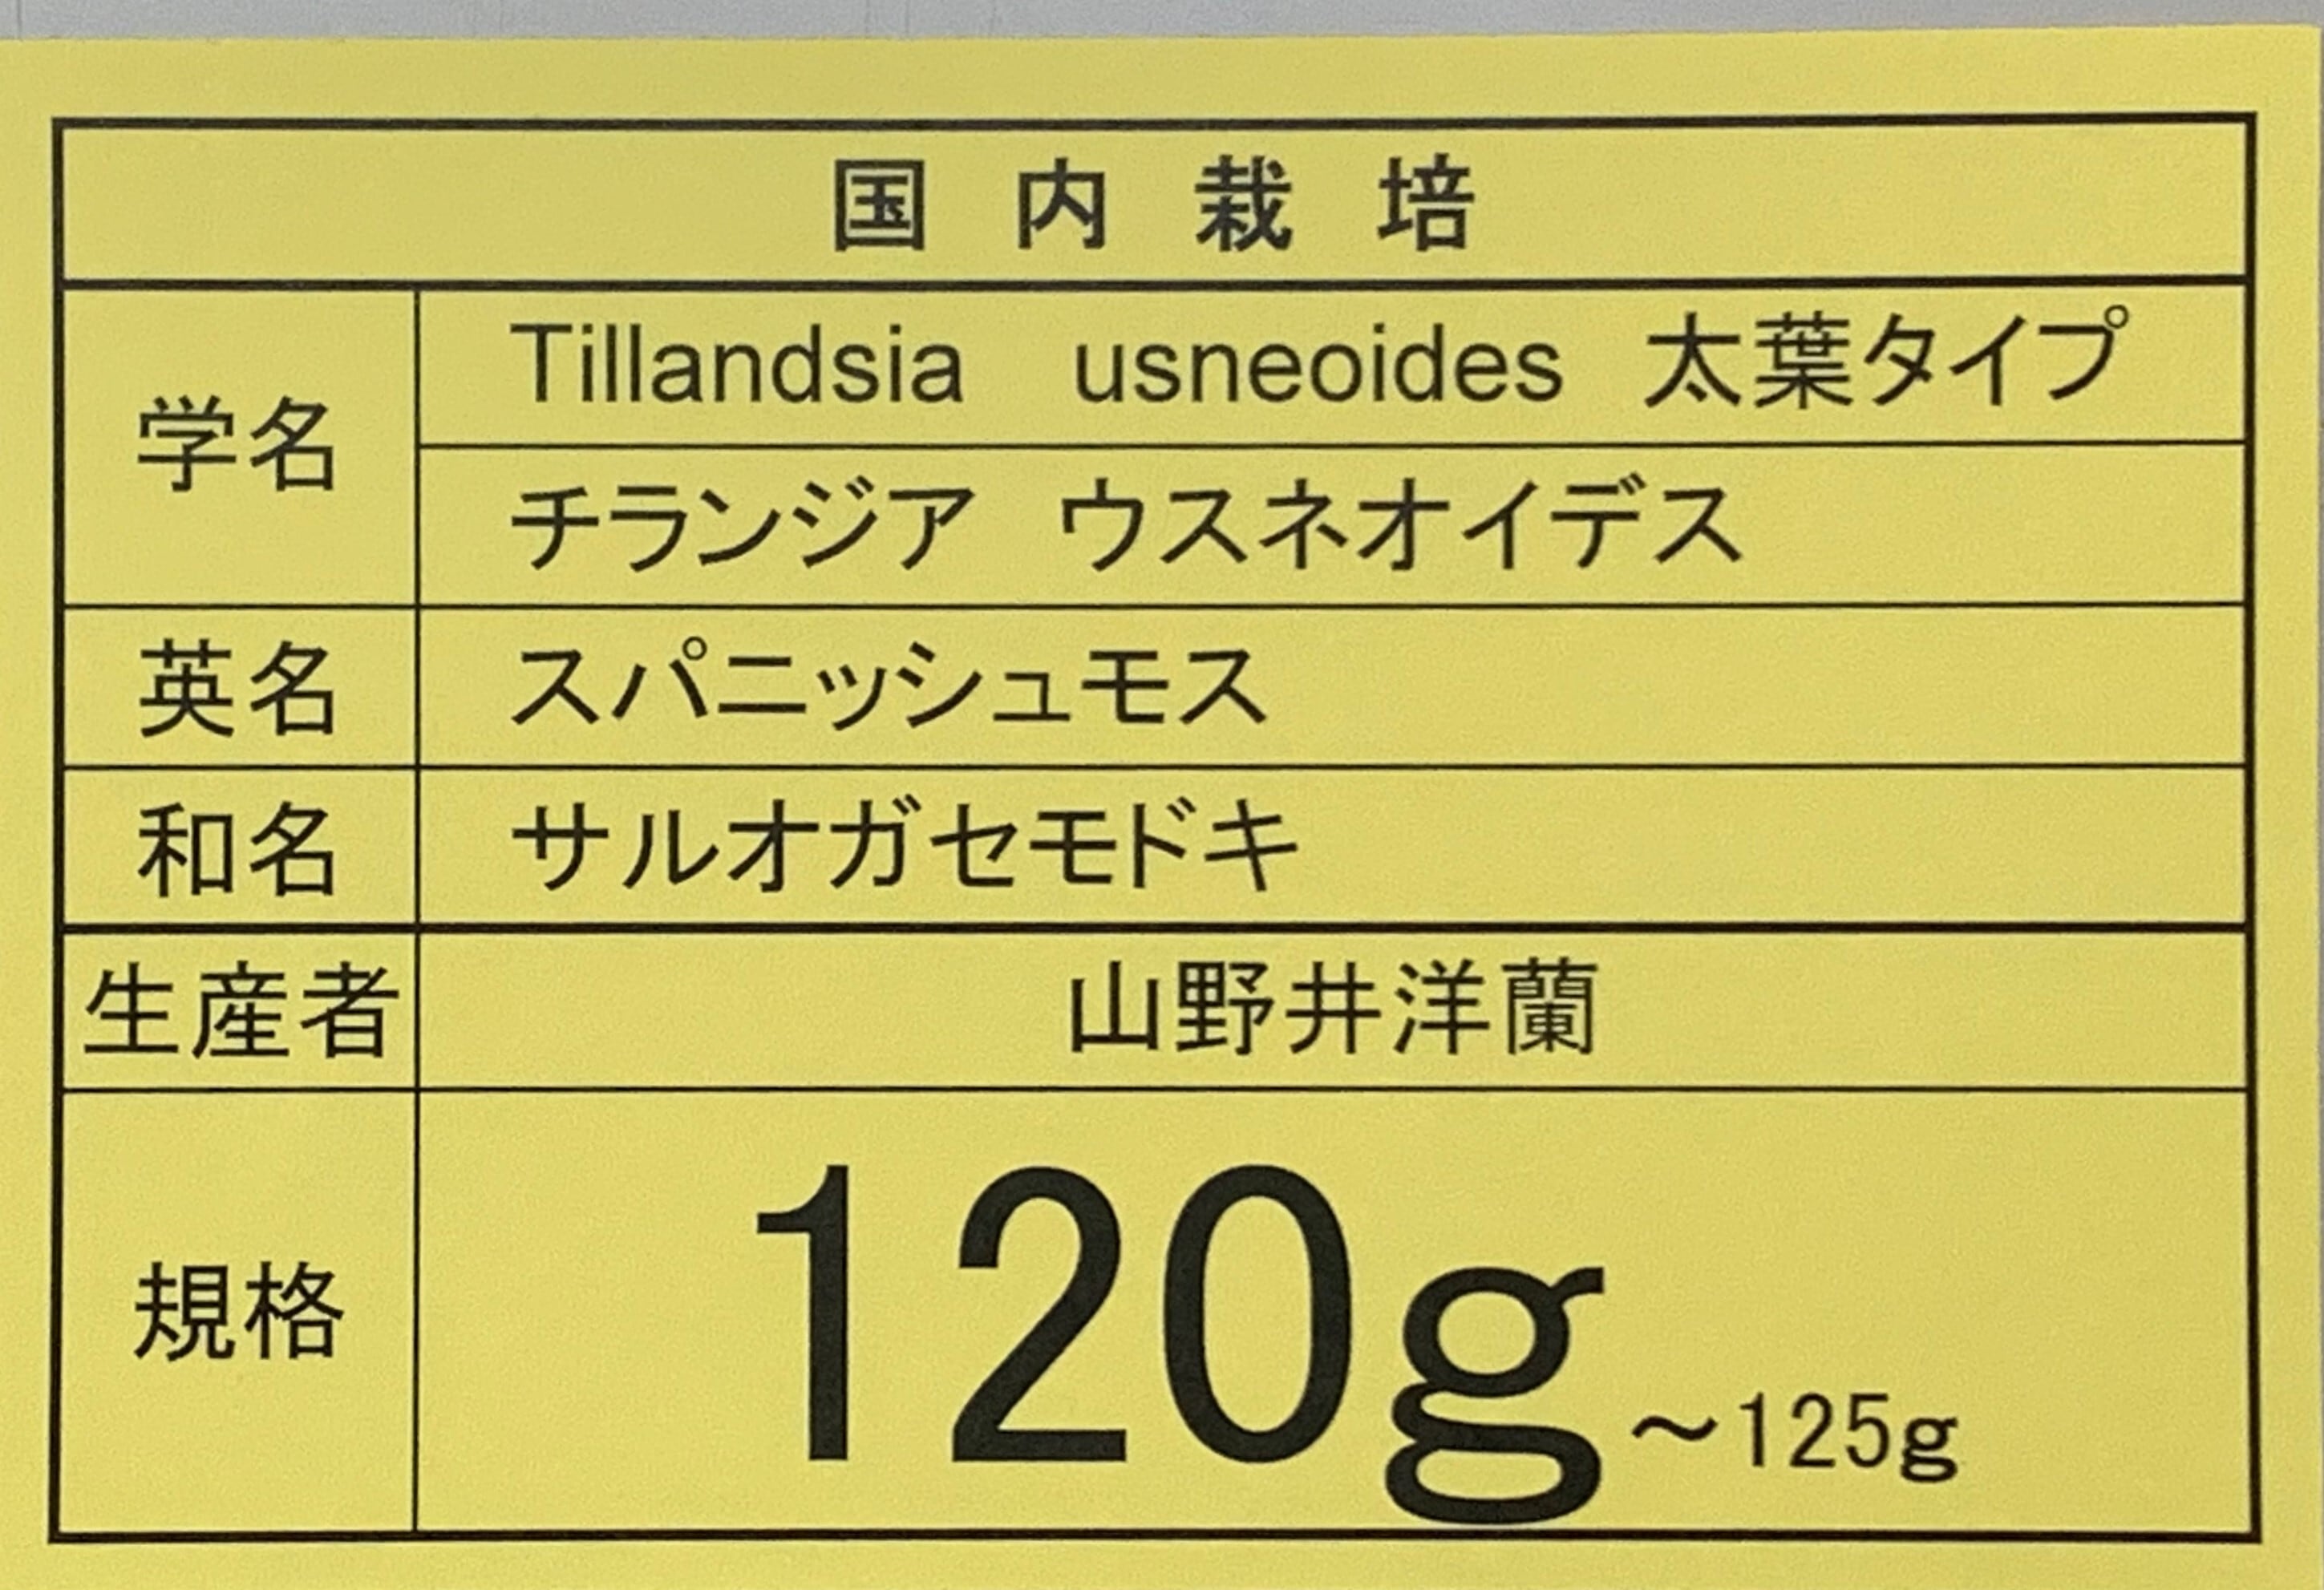 国内栽培
学名
Tillandsia usneoides 太葉タイプ
チランジア ウスネオイデス
英名 スパニッシュモス
和名 サルオガセモドキ
生産者 山野井洋蘭
規格 120g～125g